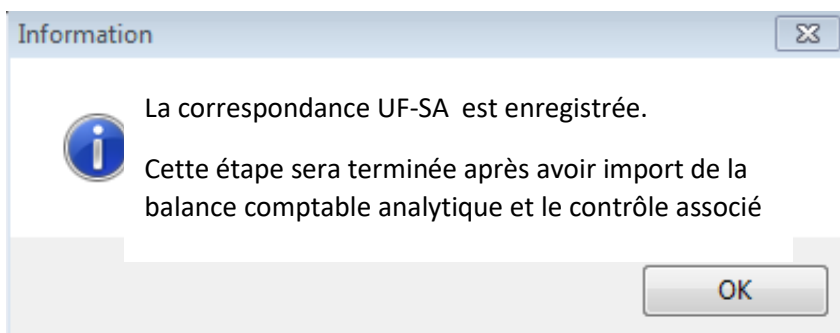 Information
La correspondance UF-SA est enregistrée.
Cette étape sera terminée après avoir import de la
balance comptable analytique et le contrôle associé
OK